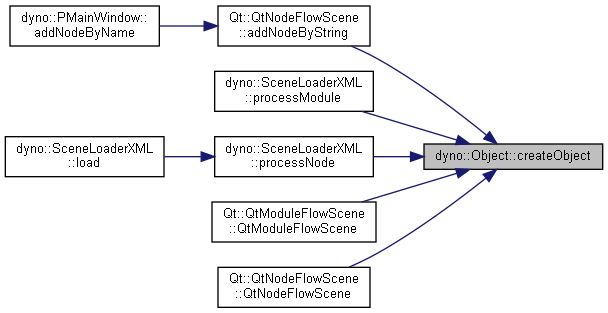 dyno::PMainWindow::
addNodeByName
Qt::QtNodeFlowScene
::addNodeByString
dyno::SceneLoaderXML
::processModule
dyno::SceneLoaderXML
::load
dyno::SceneLoaderXML
::processNode
dyno::Object::createObject
Qt::QtModuleFlowScene
::QtModuleFlowScene
Qt::QtNodeFlowScene
::QtNodeFlowScene